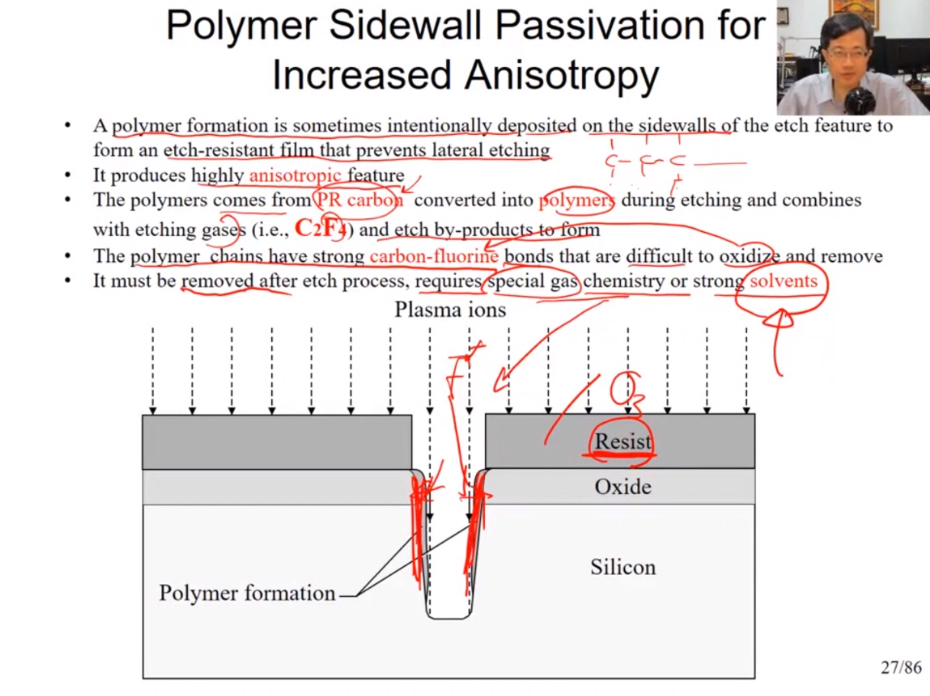 Polymer Sidewall Passivation for
Increased Anisotropy
• A polymer formation is sometimes intentionally deposited on the sidewalls of the etch feature to
form an etch-resistant film that prevents lateral etching
• It produces highly anisotropic feature
• The polymers comes from PR carbon converted into polymers during etching and combines
with etching gases (i.e., C2F4) and etch by-products to form
• The polymer chains have strong carbon-fluorine bonds that are difficult to oxidize and remove
• It must be removed after etch process, requires special gas chemistry or strong solvents
Plasma ions
O3
Resist
Oxide
Silicon
Polymer formation
27/86